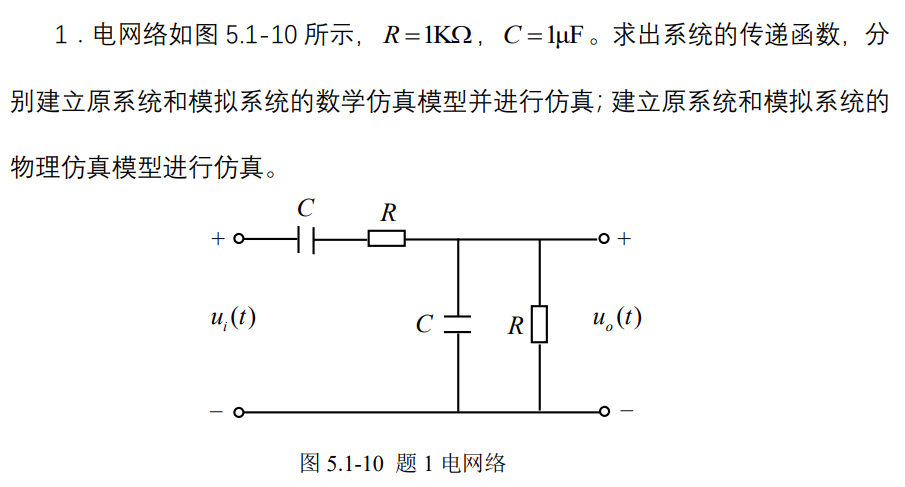 1．电网络如图 5.1-10 所示， R=1KΩ， C=1μF。求出系统的传递函数，分
别建立原系统和模拟系统的数学仿真模型并进行仿真；建立原系统和模拟系统的
物理仿真模型进行仿真。
C R
+ +
uᵢ(t) C R uₒ(t)
− −
图 5.1-10 题 1 电网络